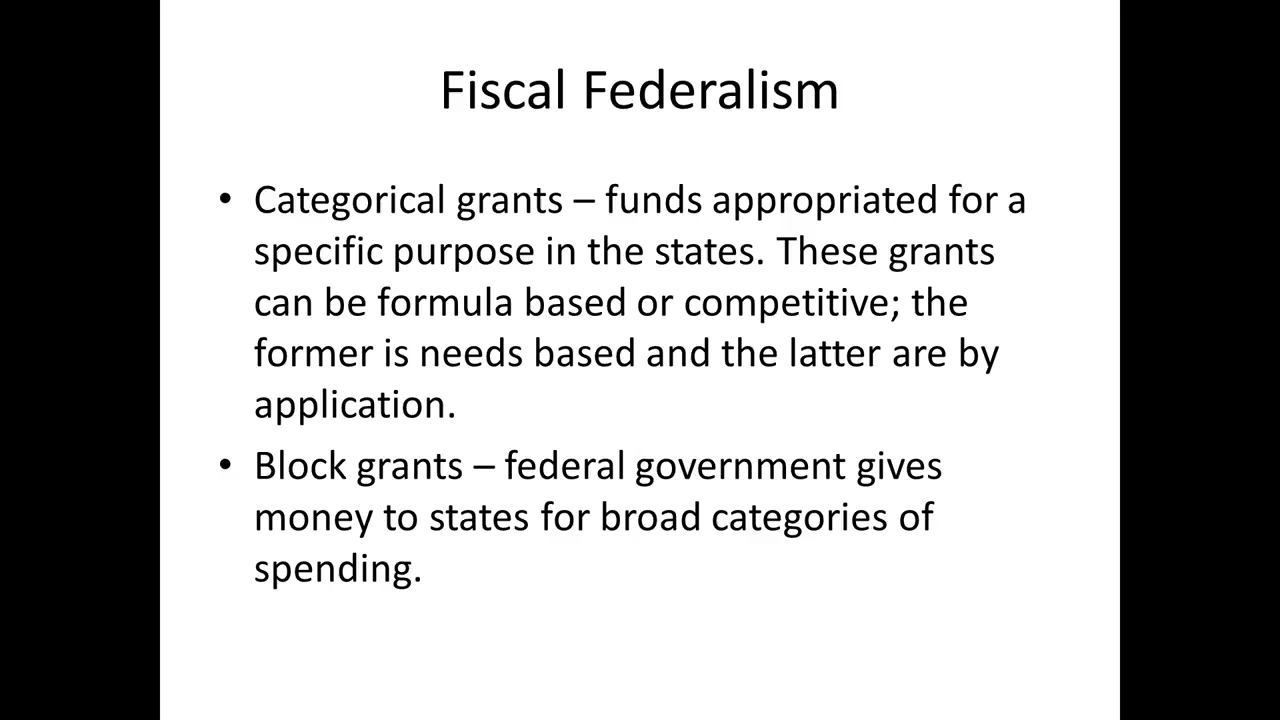 Fiscal Federalism
• Categorical grants – funds appropriated for a
specific purpose in the states. These grants
can be formula based or competitive; the
former is needs based and the latter are by
application.
• Block grants – federal government gives
money to states for broad categories of
spending.